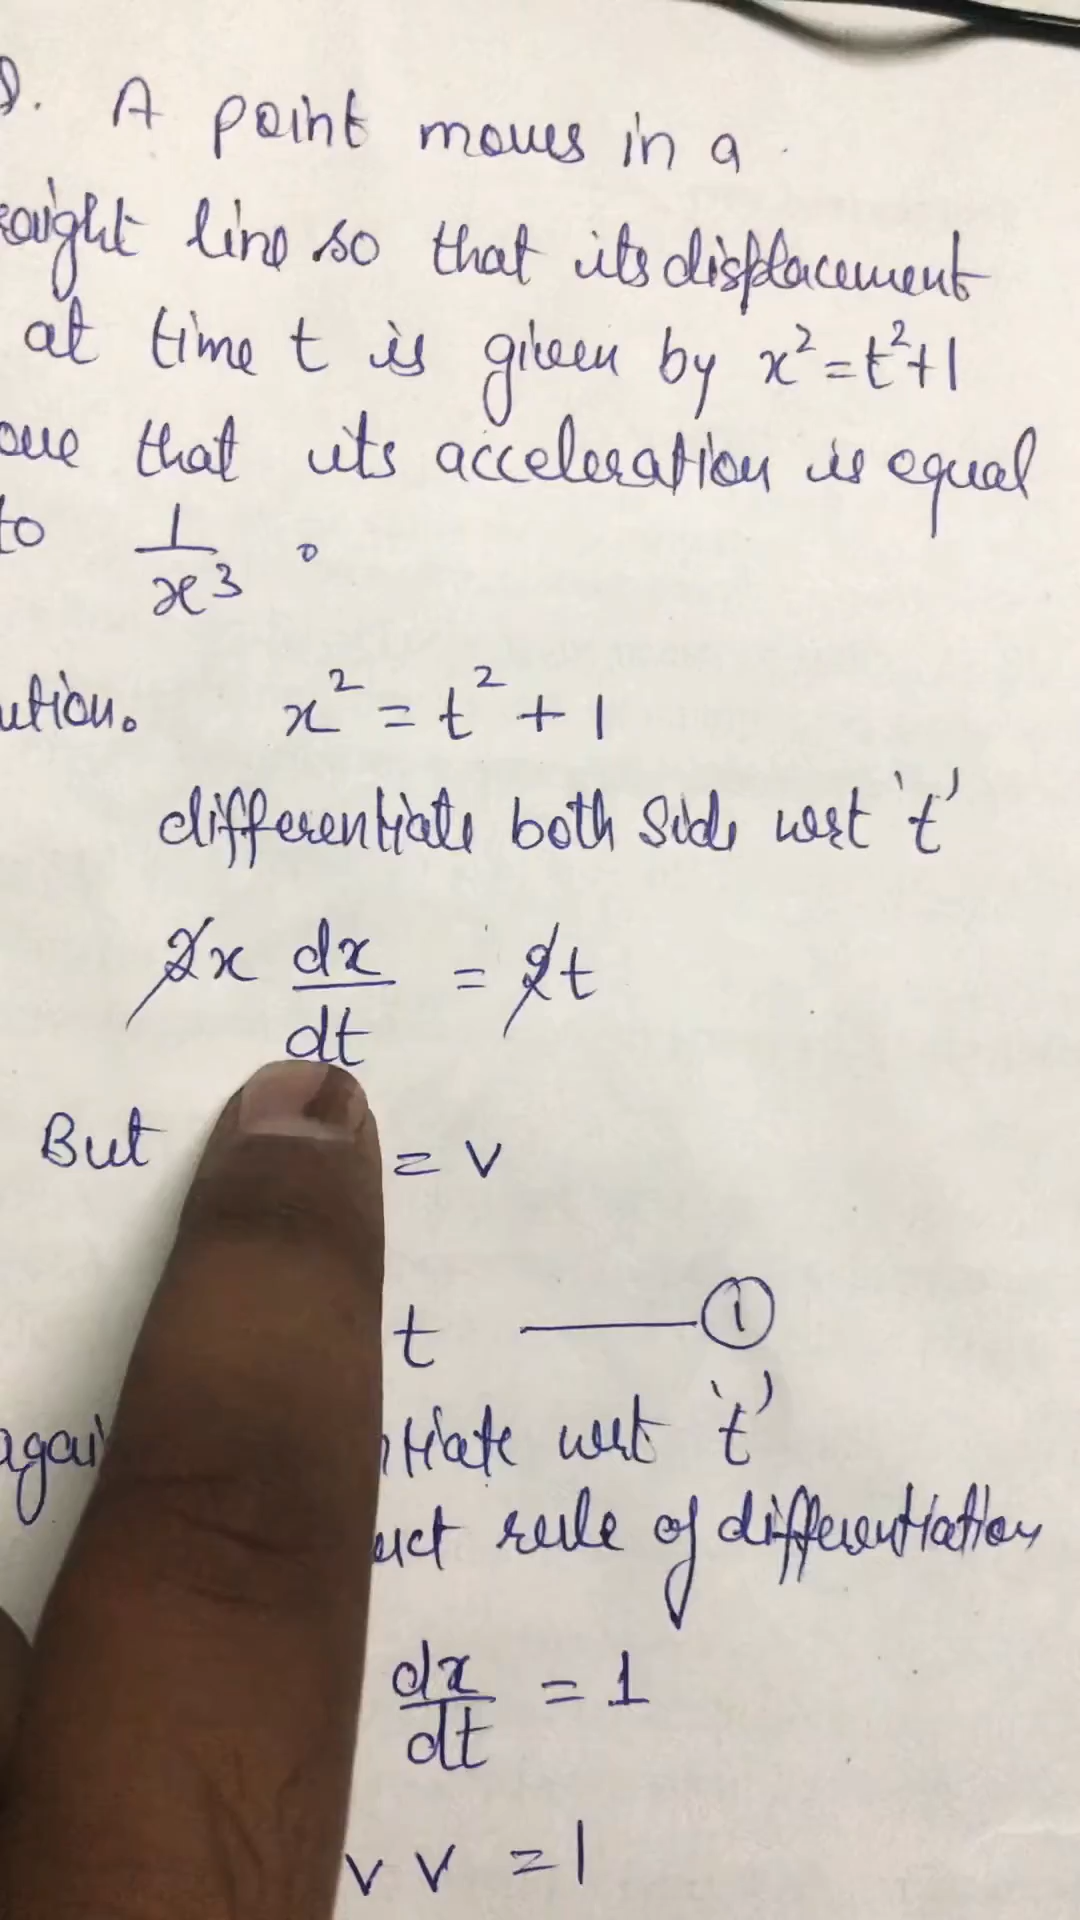 A point moves in a
line so that its displacement
at time t is given by x² = t²+1
that its acceleration is equal
to 1/x³ .
x² = t² + 1
differentiate both side wrt 't'
2x dx/dt = 2t
But = v
t ——— ①
wrt 't'
rule of differentiation
dx/dt = 1
v v = 1